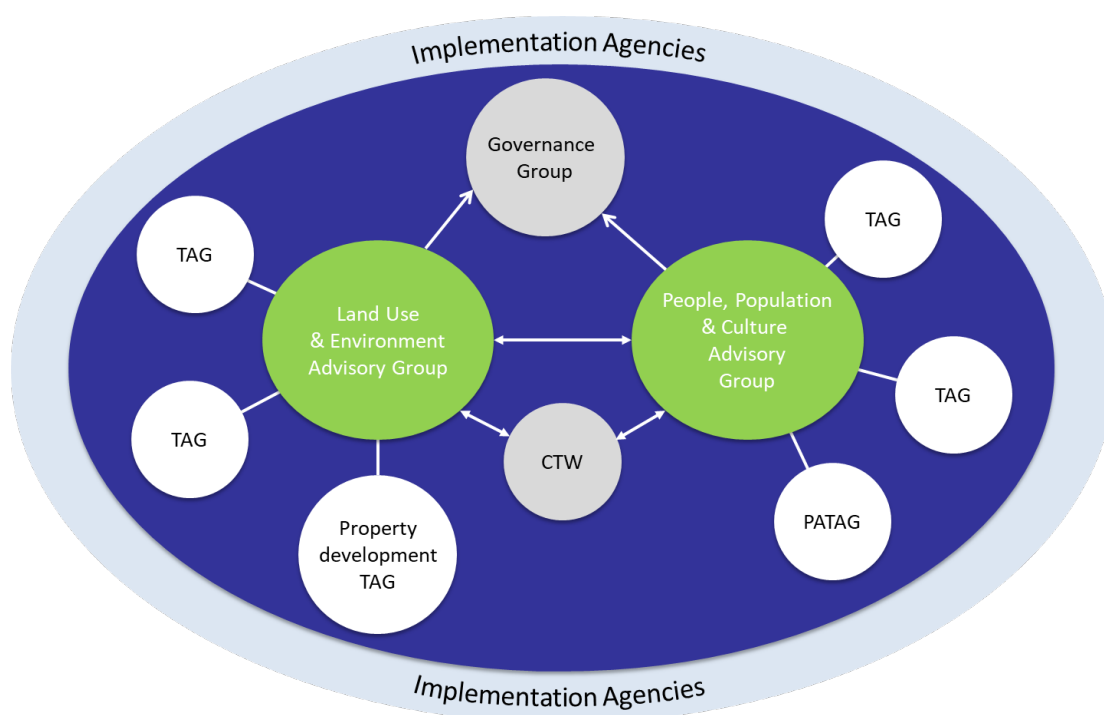 Implementation Agencies
Governance
Group
TAG
TAG
Land Use
& Environment
Advisory Group
People, Population
& Culture
Advisory
Group
TAG
TAG
CTW
Property
development
TAG
PATAG
Implementation Agencies